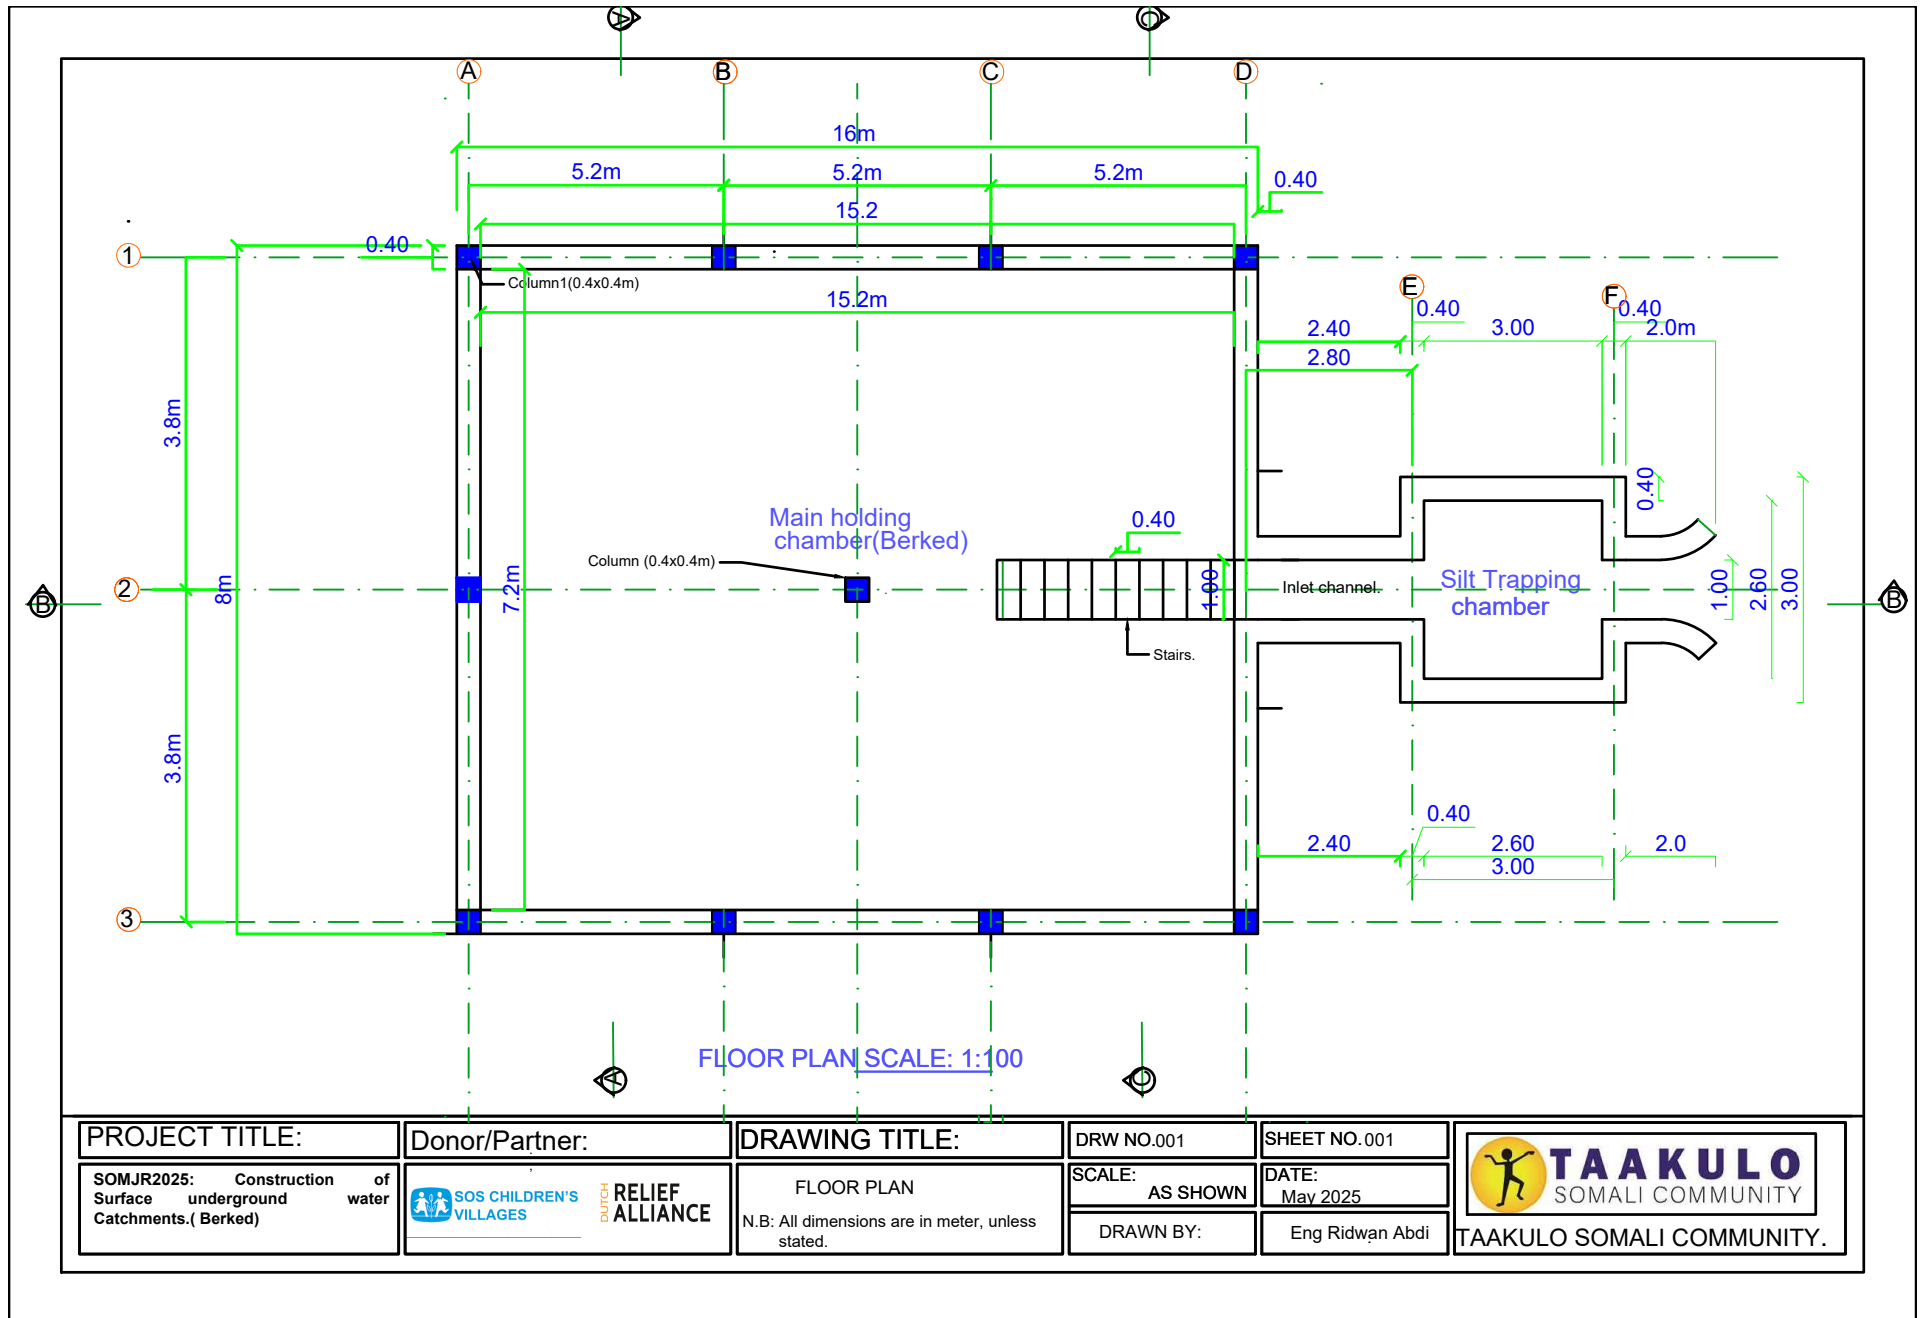 A
C
A
B
C
D
16m
5.2m
5.2m
5.2m
0.40
15.2
0.40
1
Column1(0.4x0.4m)
15.2m
E
F
0.40
0.40
2.40
3.00
2.0m
2.80
3.8m
0.40
Main holding
chamber(Berked)
0.40
Column (0.4x0.4m)
2
8m
7.2m
1.00
Inlet channel.
Silt Trapping
chamber
1.00
2.60
3.00
B
B
Stairs.
3.8m
0.40
2.40
2.60
2.0
3.00
3
FLOOR PLAN SCALE: 1:100
A
C
PROJECT TITLE:
SOMJR2025: Construction of
Surface underground water
Catchments.( Berked)
Donor/Partner:
SOS CHILDREN'S
VILLAGES
DUTCH
RELIEF
ALLIANCE
DRAWING TITLE:
FLOOR PLAN
N.B: All dimensions are in meter, unless
stated.
DRW NO.001
SHEET NO.001
SCALE:
AS SHOWN
DATE:
May 2025
DRAWN BY:
Eng Ridwan Abdi
TAAKULO
SOMALI COMMUNITY
TAAKULO SOMALI COMMUNITY.